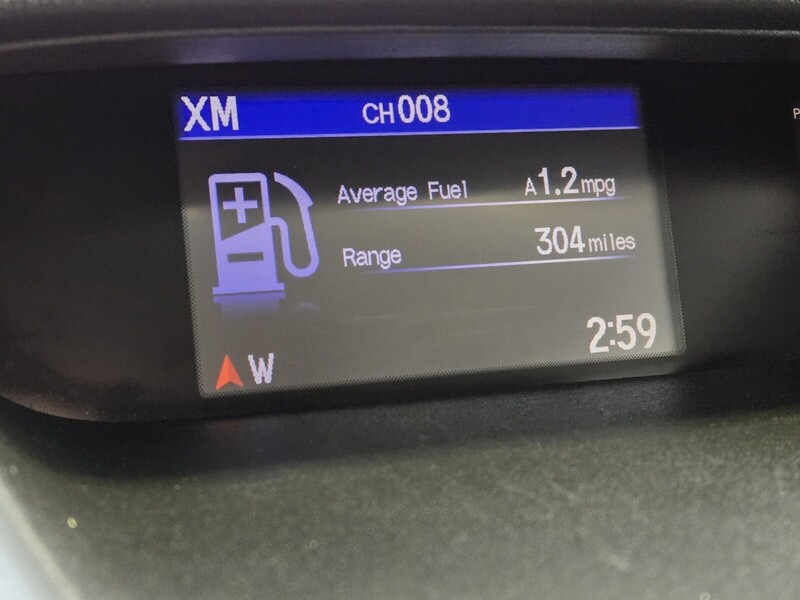 XM CH008
Average Fuel A1.2mpg
Range 304miles
2:59
W
P